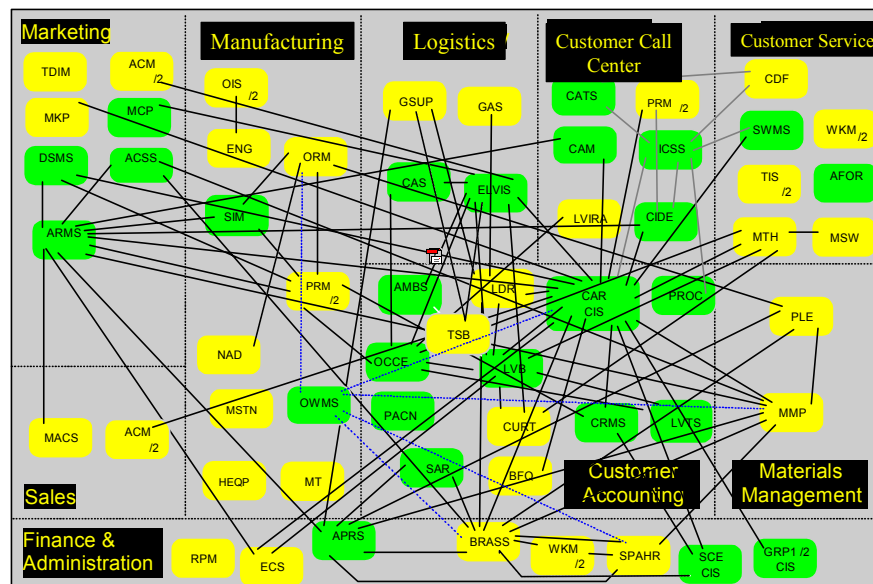 Marketing
Manufacturing
Logistics
Customer Call
Center
Customer Service
TDIM
ACM
/2
MKP
MCP
DSMS
ACSS
ARMS
OIS
/2
ENG
ORM
SIM
PRM
/2
NAD
GSUP
GAS
CAS
ELVIS
AMBS
LDR
TSB
OCCE
LVB
CATS
PRM
/2
CAM
ICSS
LVIRA
CIDE
CAR
CIS
PROC
CDF
SWMS
WKM
/2
TIS
/2
AFOR
MTH
MSW
PLE
MMP
MACS
ACM
/2
MSTN
OWMS
PACN
CURT
CRMS
LVTS
HEQP
MT
SAR
BFO
Sales
Customer
Accounting
Materials
Management
Finance &
Administration
RPM
ECS
APRS
BRASS
WKM
/2
SPAHR
SCE
CIS
GRP1 /2
CIS